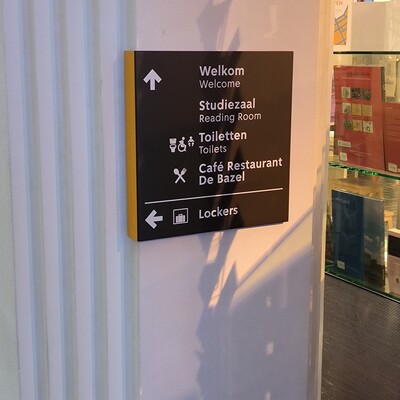 Welkom
Welcome
Studiezaal
Reading Room
Toiletten
Toilets
Café Restaurant
De Bazel
Lockers